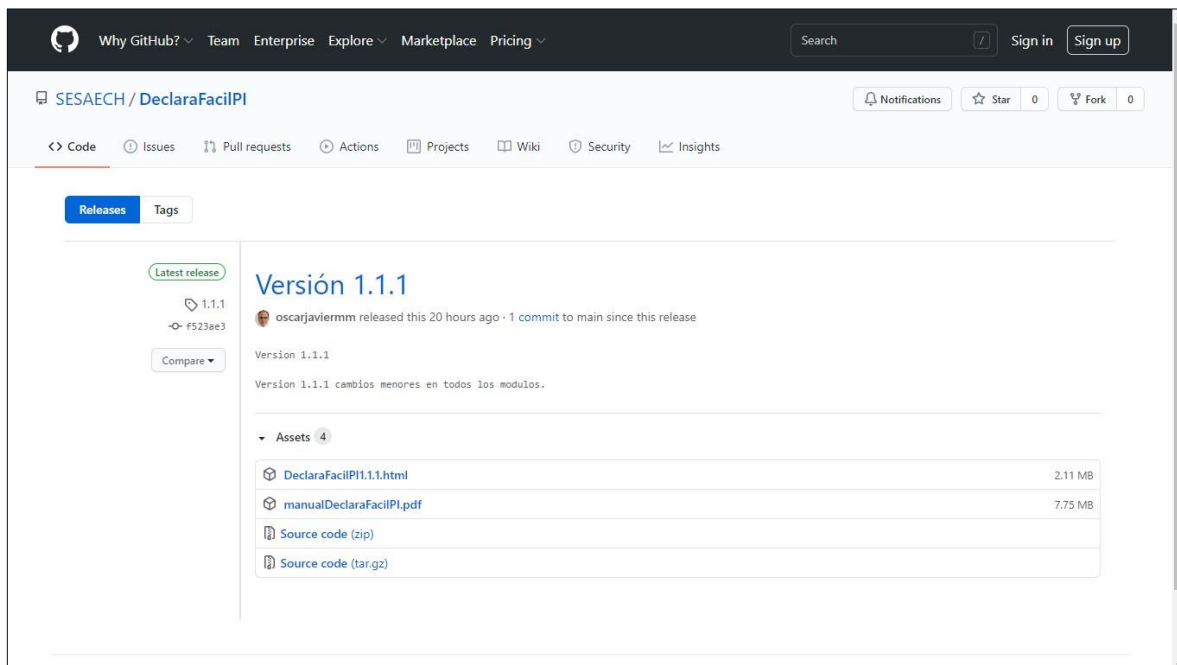 Why GitHub? Team Enterprise Explore Marketplace Pricing Search / Sign in Sign up
SESAECH / DeclaraFacilPI Notifications Star 0 Fork 0
Code Issues Pull requests Actions Projects Wiki Security Insights
Releases Tags
Latest release
1.1.1
f523ae3
Compare
Versión 1.1.1
oscarjaviermm released this 20 hours ago · 1 commit to main since this release
Version 1.1.1
Version 1.1.1 cambios menores en todos los modulos.
Assets 4
DeclaraFacilPI1.1.1.html 2.11 MB
manualDeclaraFacilPI.pdf 7.75 MB
Source code (zip)
Source code (tar.gz)